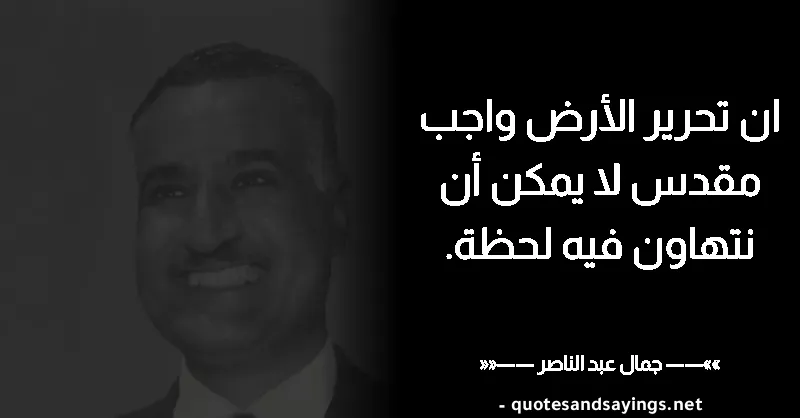 ان تحرير الأرض واجب
مقدس لا يمكن أن
نتهاون فيه لحظة.
»»—— جمال عبد الناصر ——««
- quotesandsayings.net